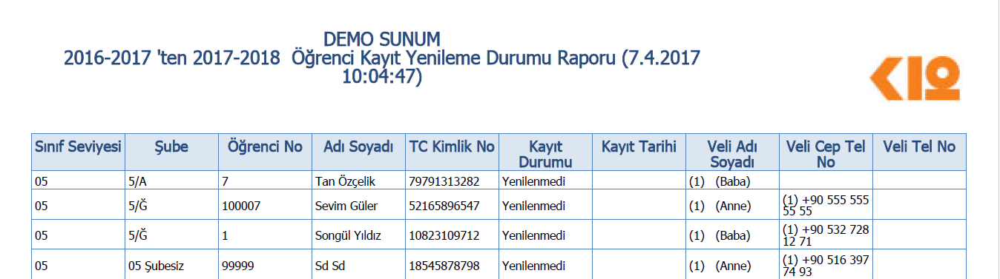 DEMO SUNUM
2016-2017 'ten 2017-2018  Öğrenci Kayıt Yenileme Durumu Raporu (7.4.2017
10:04:47)
K12
Sınıf Seviyesi Şube Öğrenci No Adı Soyadı TC Kimlik No Kayıt Durumu Kayıt Tarihi Veli Adı Soyadı Veli Cep Tel No Veli Tel No
05 5/A 7 Tan Özçelik 79791313282 Yenilenmedi (1) (Baba)
05 5/Ğ 100007 Sevim Güler 52165896547 Yenilenmedi (1) (Anne) (1) +90 555 555 55 55
05 5/Ğ 1 Songül Yıldız 10823109712 Yenilenmedi (1) (Baba) (1) +90 532 728 12 71
05 05 Şubesiz 99999 Sd Sd 18545878798 Yenilenmedi (1) (Anne) (1) +90 516 397 74 93